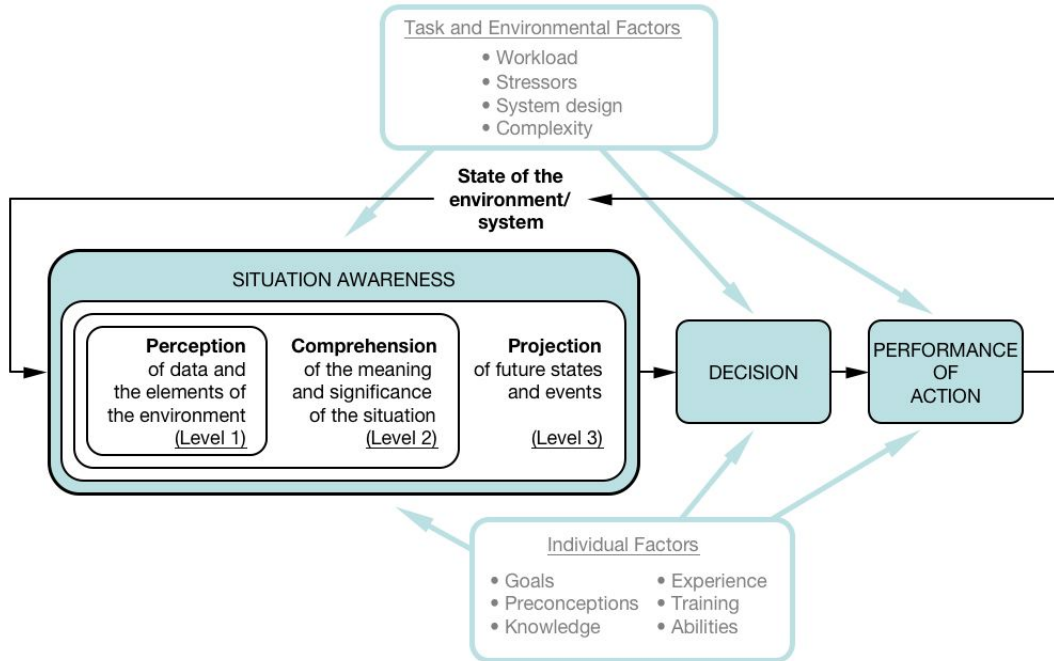 Task and Environmental Factors
• Workload
• Stressors
• System design
• Complexity
State of the
environment/
system
SITUATION AWARENESS
Perception
of data and
the elements of
the environment
(Level 1)
Comprehension
of the meaning
and significance
of the situation
(Level 2)
Projection
of future states
and events
(Level 3)
DECISION
PERFORMANCE
OF
ACTION
Individual Factors
• Goals
• Preconceptions
• Knowledge
• Experience
• Training
• Abilities